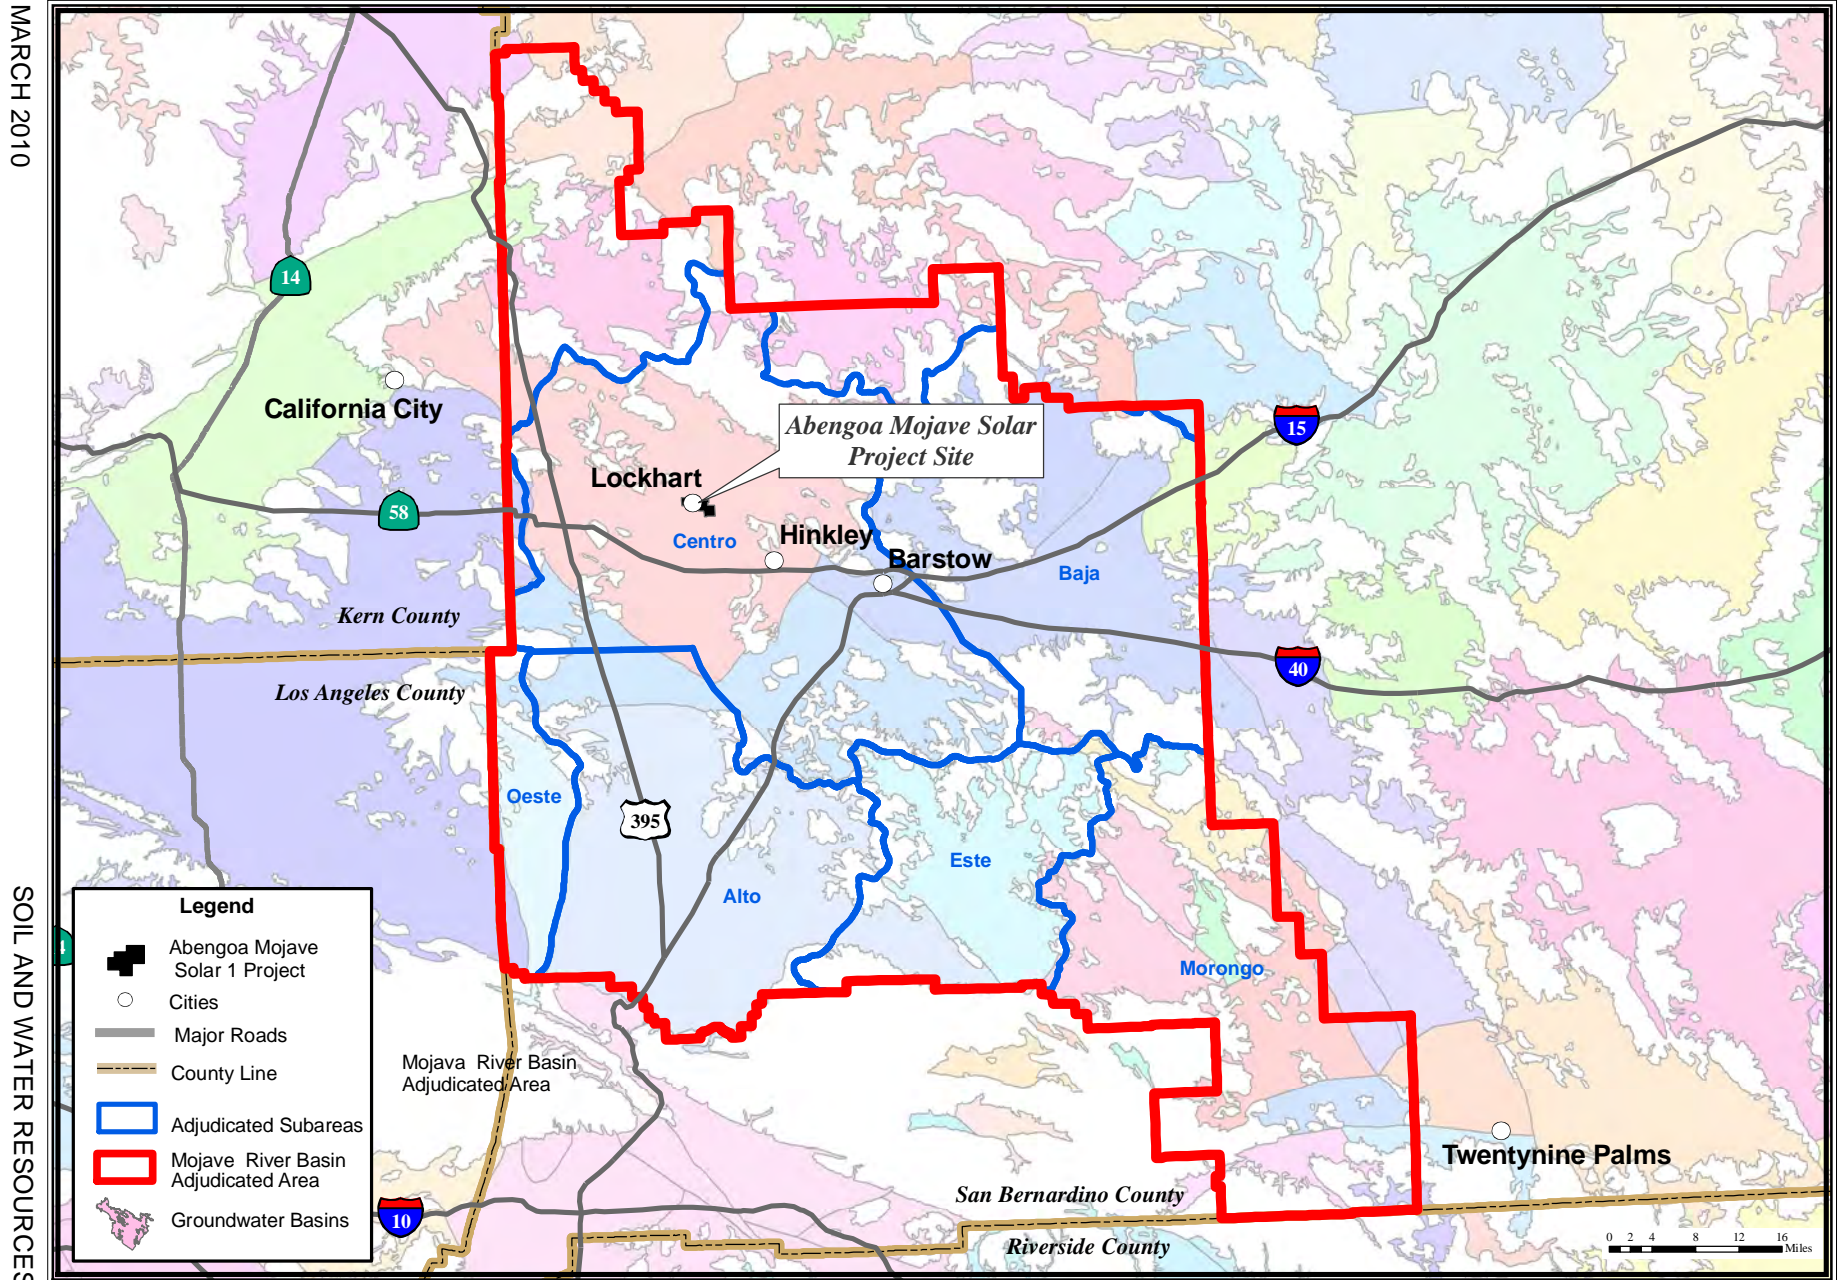 MARCH 2010
SOIL AND WATER RESOURCES
14
California City
58
Abengoa Mojave Solar
Project Site
15
Lockhart
Centro
Hinkley
Barstow
Baja
Kern County
Los Angeles County
40
Oeste
395
Este
Alto
Morongo
Legend
Abengoa Mojave
Solar 1 Project
Cities
Major Roads
County Line
Adjudicated Subareas
Mojave River Basin
Adjudicated Area
Groundwater Basins
4
Mojava River Basin
Adjudicated Area
10
Twentynine Palms
San Bernardino County
Riverside County
0 2 4 8 12 16
Miles